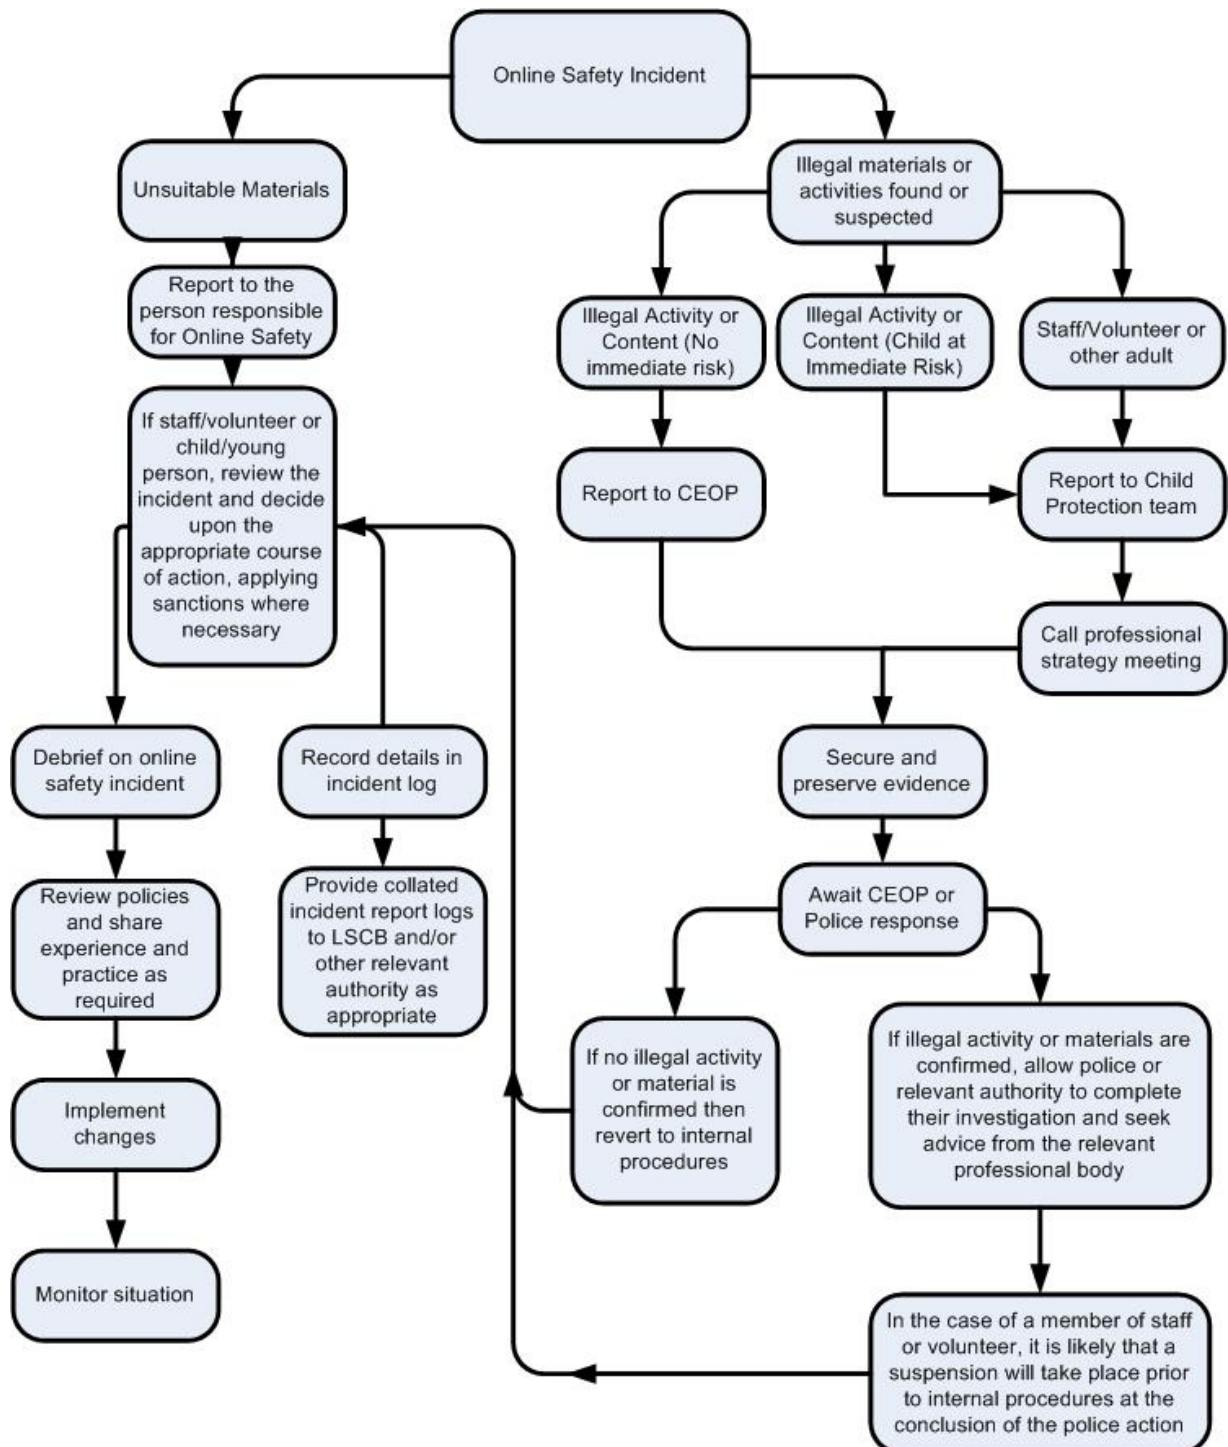 Online Safety Incident
Unsuitable Materials
Illegal materials or
activities found or
suspected
Report to the
person responsible
for Online Safety
Illegal Activity or
Content (No
immediate risk)
Illegal Activity or
Content (Child at
Immediate Risk)
Staff/Volunteer or
other adult
If staff/volunteer or
child/young
person, review the
incident and decide
upon the
appropriate course
of action, applying
sanctions where
necessary
Report to CEOP
Report to Child
Protection team
Call professional
strategy meeting
Debrief on online
safety incident
Record details in
incident log
Secure and
preserve evidence
Review policies
and share
experience and
practice as
required
Provide collated
incident report logs
to LSCB and/or
other relevant
authority as
appropriate
Await CEOP or
Police response
If no illegal activity
or material is
confirmed then
revert to internal
procedures
If illegal activity or materials are
confirmed, allow police or
relevant authority to complete
their investigation and seek
advice from the relevant
professional body
Implement
changes
Monitor situation
In the case of a member of staff
or volunteer, it is likely that a
suspension will take place prior
to internal procedures at the
conclusion of the police action